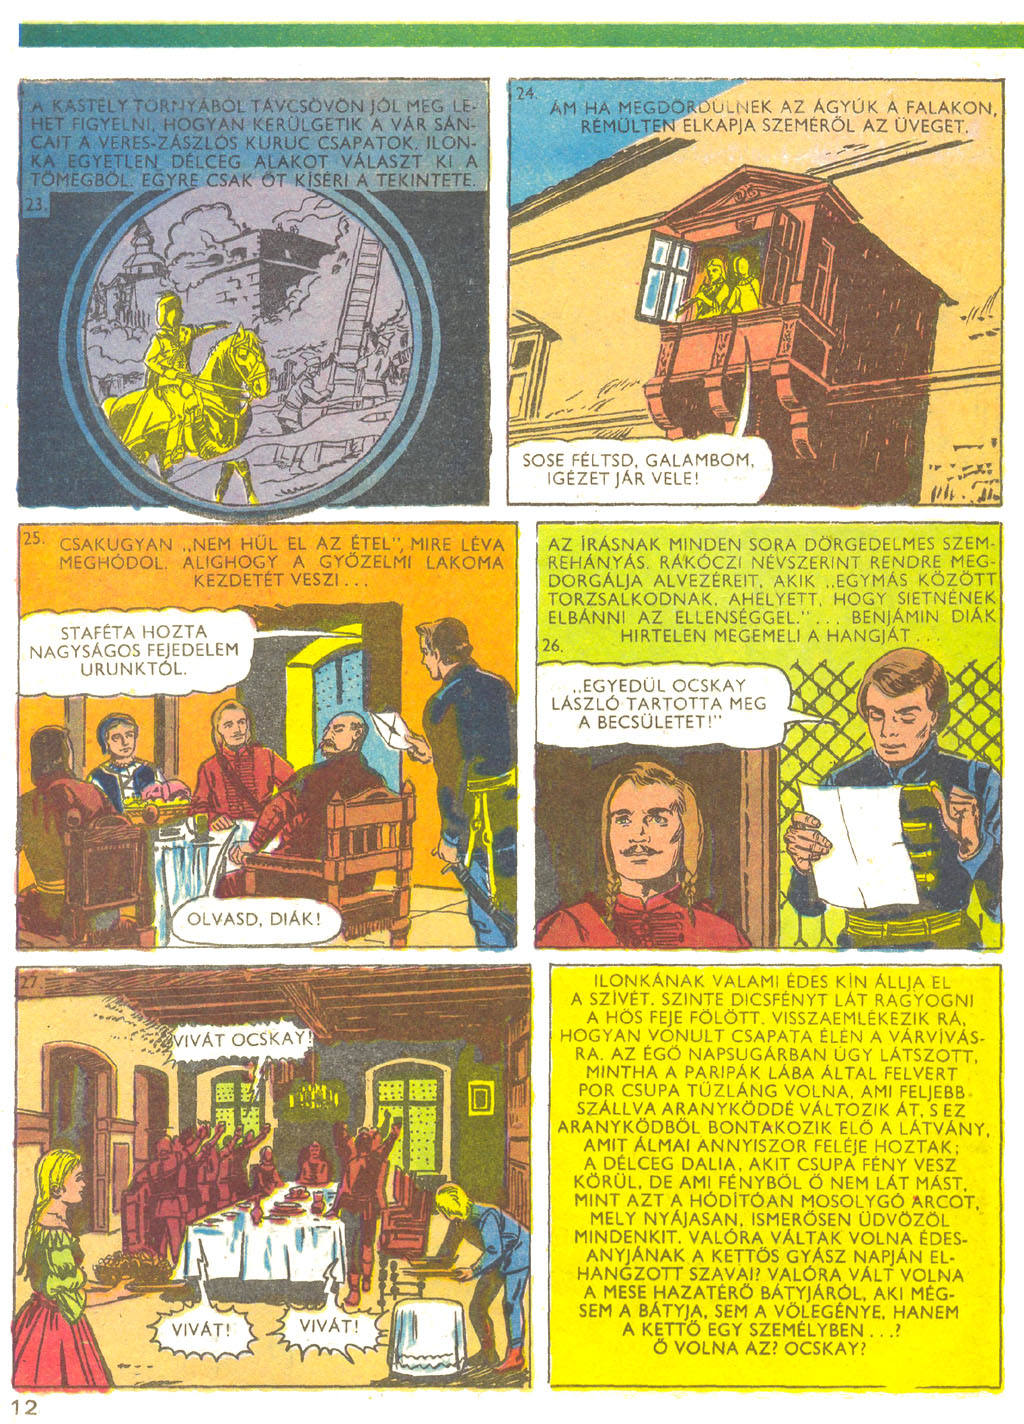 A KASTÉLY TORNYÁBÓL TÁVCSÖVÖN JÓL MEG LE-
HET FIGYELNI, HOGYAN KERÜLGETIK A VÁR SÁN-
CAIT A VERES-ZÁSZLÓS KURUC CSAPATOK. ILON-
KA EGYETLEN DÉLCEG ALAKOT VÁLASZT KI A
TÖMEGBŐL. EGYRE CSAK ŐT KÍSÉRI A TEKINTETE.
23.
24.
ÁM HA MEGDÖRDÜLNEK AZ ÁGYÚK A FALAKON,
RÉMÜLTEN ELKAPJA SZEMÉRŐL AZ ÜVEGET.
SOSE FÉLTSD, GALAMBOM,
IGÉZET JÁR VELE!
25.
CSAKUGYAN „NEM HÜL EL AZ ÉTEL", MIRE LÉVA
MEGHÓDOL. ALIGHOGY A GYŐZELMI LAKOMA
KEZDETÉT VESZI...
STAFÉTA HOZTA
NAGYSÁGOS FEJEDELEM
URUNKTÓL.
OLVASD, DIÁK!
AZ ÍRÁSNAK MINDEN SORA DÖRGEDELMES SZEM-
REHÁNYÁS. RÁKÓCZI NÉVSZERINT RENDRE MEG-
DORGÁLJA ALVEZÉREIT, AKIK „EGYMÁS KÖZÖTT
TORZSALKODNAK, AHELYETT, HOGY SIETNÉNEK
ELBÁNNI AZ ELLENSÉGGEL."... BENJÁMIN DIÁK
HIRTELEN MEGEMELI A HANGJÁT...
26.
„EGYEDÜL OCSKAY
LÁSZLÓ TARTOTTA MEG
A BECSÜLETET!"
27.
VIVÁT OCSKAY!
VIVÁT!
VIVÁT!
ILONKÁNAK VALAMI ÉDES KÍN ÁLLJA EL
A SZÍVÉT. SZINTE DICSFÉNYT LÁT RAGYOGNI
A HŐS FEJE FÖLÖTT. VISSZAEMLÉKEZIK RÁ,
HOGYAN VONULT CSAPATA ÉLÉN A VÁRVÍVÁS-
RA. AZ ÉGŐ NAPSUGÁRBAN ÚGY LÁTSZOTT,
MINTHA A PARIPÁK LÁBA ÁLTAL FELVERT
POR CSUPA TŰZLÁNG VOLNA, AMI FELJEBB
SZÁLLVA ARANYKÖDDÉ VÁLTOZIK ÁT, S EZ
ARANYKÖDBŐL BONTAKOZIK ELŐ A LÁTVÁNY,
AMIT ÁLMAI ANNYISZOR FELÉJE HOZTAK;
A DÉLCEG DALIA, AKIT CSUPA FÉNY VESZ
KÖRÜL, DE AMI FÉNYBŐL Ő NEM LÁT MÁST,
MINT AZT A HÓDÍTÓAN MOSOLYGÓ ARCOT,
MELY NYÁJASAN, ISMERŐSEN ÜDVÖZÖL
MINDENKIT. VALÓRA VÁLTAK VOLNA ÉDES-
ANYJÁNAK A KETTŐS GYÁSZ NAPJÁN EL-
HANGZOTT SZAVAI? VALÓRA VÁLT VOLNA
A MESE HAZATÉRŐ BÁTYJÁRÓL, AKI MÉG-
SEM A BÁTYJA, SEM A VŐLEGÉNYE, HANEM
A KETTŐ EGY SZEMÉLYBEN...?
Ő VOLNA AZ? OCSKAY?
12